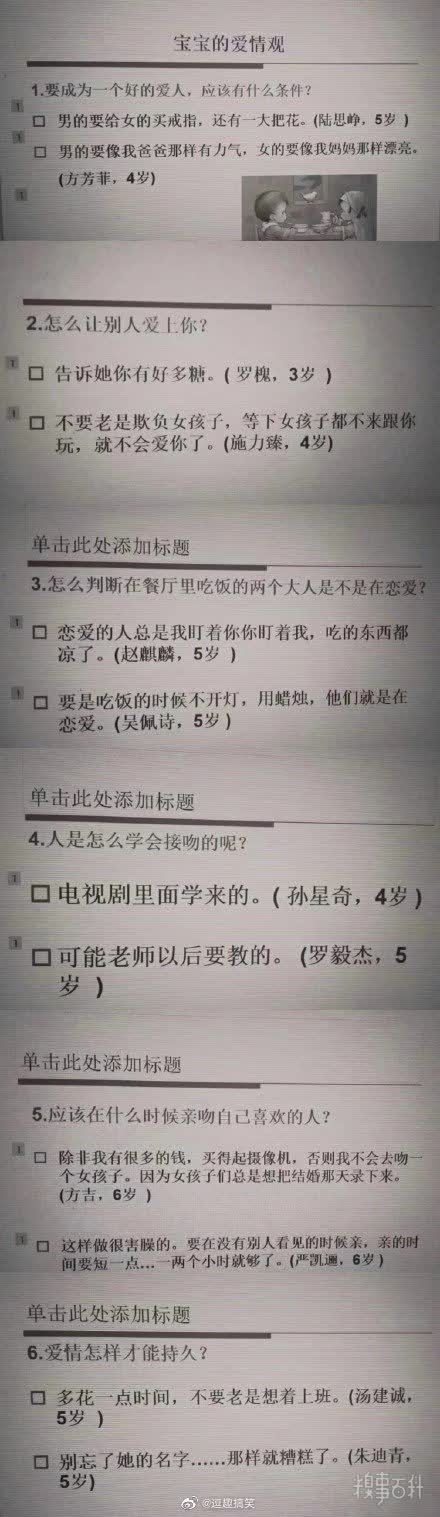 宝宝的爱情观
1.要成为一个好的爱人，应该有什么条件？
1
□ 男的要给女的买戒指，还有一大把花。(陆思峥，5岁 )
1
□ 男的要像我爸爸那样有力气，女的要像我妈妈那样漂亮。
(方芳菲，4岁)
1
2.怎么让别人爱上你？
1
□ 告诉她你有好多糖。( 罗槐，3岁 )
1
□ 不要老是欺负女孩子，等下女孩子都不来跟你
玩，就不会爱你了。(施力臻，4岁)
单击此处添加标题
3.怎么判断在餐厅里吃饭的两个大人是不是在恋爱？
1
□ 恋爱的人总是我盯着你你盯着我，吃的东西都
凉了。(赵麒麟，5岁 )
1
□ 要是吃饭的时候不开灯，用蜡烛，他们就是在
恋爱。(吴佩诗，5岁 )
单击此处添加标题
4.人是怎么学会接吻的呢？
1
□ 电视剧里面学来的。( 孙星奇，4岁 )
1
□ 可能老师以后要教的。 (罗毅杰，5
岁 )
单击此处添加标题
5.应该在什么时候亲吻自己喜欢的人？
1
□ 除非我有很多的钱，买得起摄像机，否则我不会去吻一
个女孩子。因为女孩子们总是想把结婚那天录下来。
(方吉，6岁 )
1
□ 这样做很害臊的。要在没有别人看见的时候亲，亲的时
间要短一点…一两个小时就够了。(严凯逦，6岁 )
单击此处添加标题
6.爱情怎样才能持久？
□ 多花一点时间，不要老是想着上班。(汤建诚，
5岁 )
□ 别忘了她的名字……那样就糟糕了。(朱迪青，
5岁)
糗事百科
@逗趣搞笑